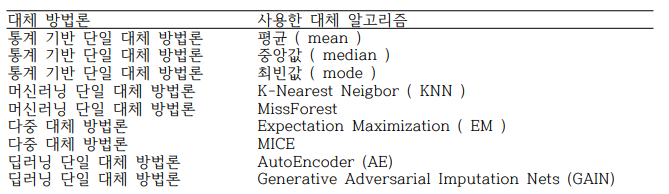 대체 방법론 사용한 대체 알고리즘
통계 기반 단일 대체 방법론 평균 ( mean )
통계 기반 단일 대체 방법론 중앙값 ( median )
통계 기반 단일 대체 방법론 최빈값 ( mode )
머신러닝 단일 대체 방법론 K-Nearest Neigbor ( KNN )
머신러닝 단일 대체 방법론 MissForest
다중 대체 방법론 Expectation Maximization ( EM )
다중 대체 방법론 MICE
딥러닝 단일 대체 방법론 AutoEncoder (AE)
딥러닝 단일 대체 방법론 Generative Adversarial Imputation Nets (GAIN)